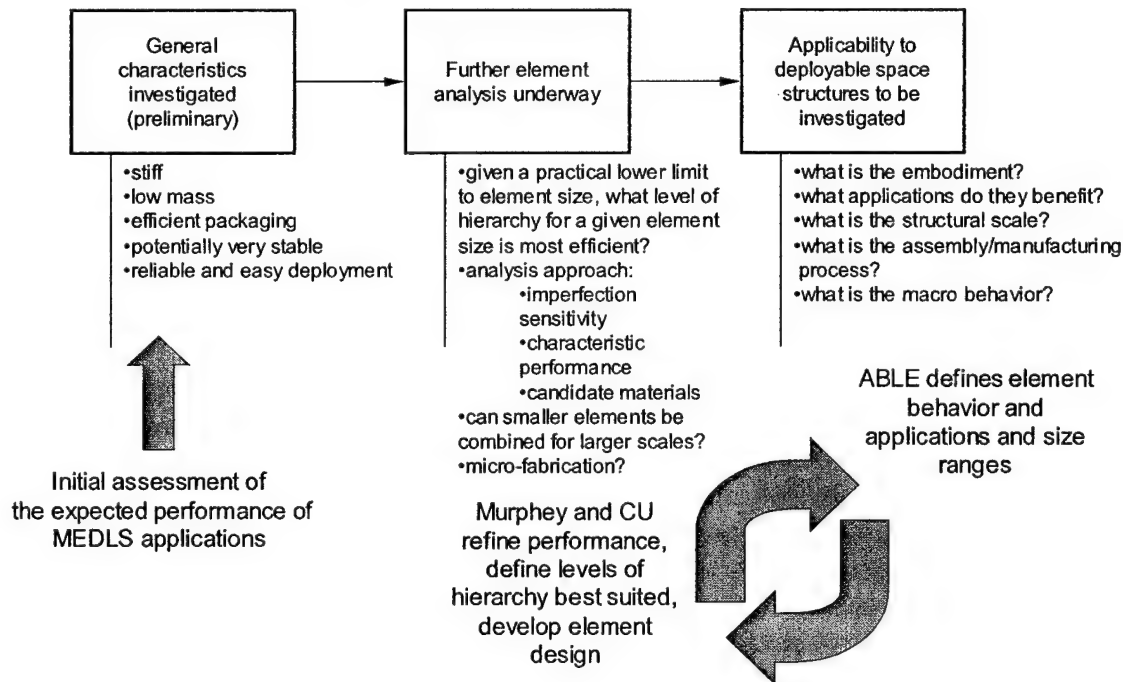 General
characteristics
investigated
(preliminary)
Further element
analysis underway
Applicability to
deployable space
structures to be
investigated
•stiff
•low mass
•efficient packaging
•potentially very stable
•reliable and easy deployment
•given a practical lower limit
to element size, what level of
hierarchy for a given element
size is most efficient?
•analysis approach:
•imperfection
sensitivity
•characteristic
performance
•candidate materials
•can smaller elements be
combined for larger scales?
•micro-fabrication?
•what is the embodiment?
•what applications do they benefit?
•what is the structural scale?
•what is the assembly/manufacturing
process?
•what is the macro behavior?
Initial assessment of
the expected performance of
MEDLS applications
Murphey and CU
refine performance,
define levels of
hierarchy best suited,
develop element
design
ABLE defines element
behavior and
applications and size
ranges